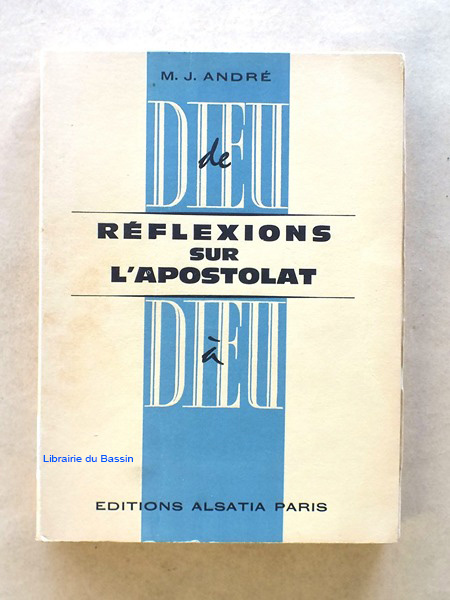 M. J. ANDRÉ
de
DIEU
RÉFLEXIONS
SUR
L'APOSTOLAT
à
DIEU
Librairie du Bassin
EDITIONS ALSATIA PARIS